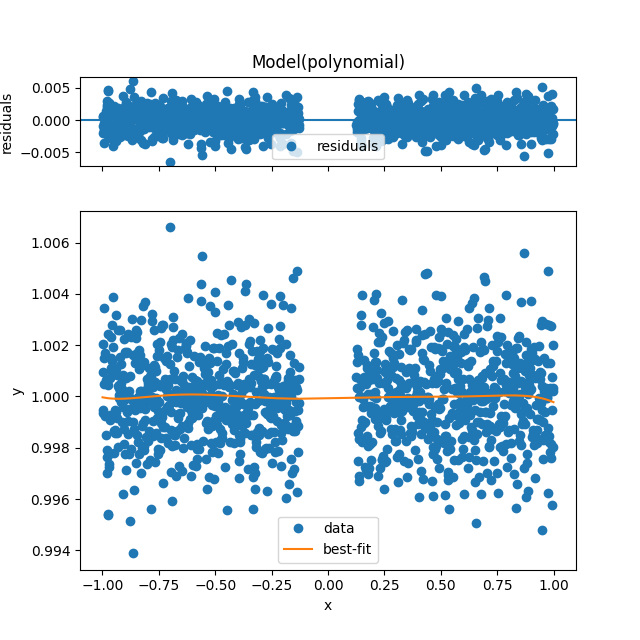 Model(polynomial)
residuals
0.005
0.000
−0.005
residuals
y
1.006
1.004
1.002
1.000
0.998
0.996
0.994
data
best-fit
−1.00 −0.75 −0.50 −0.25 0.00 0.25 0.50 0.75 1.00
x